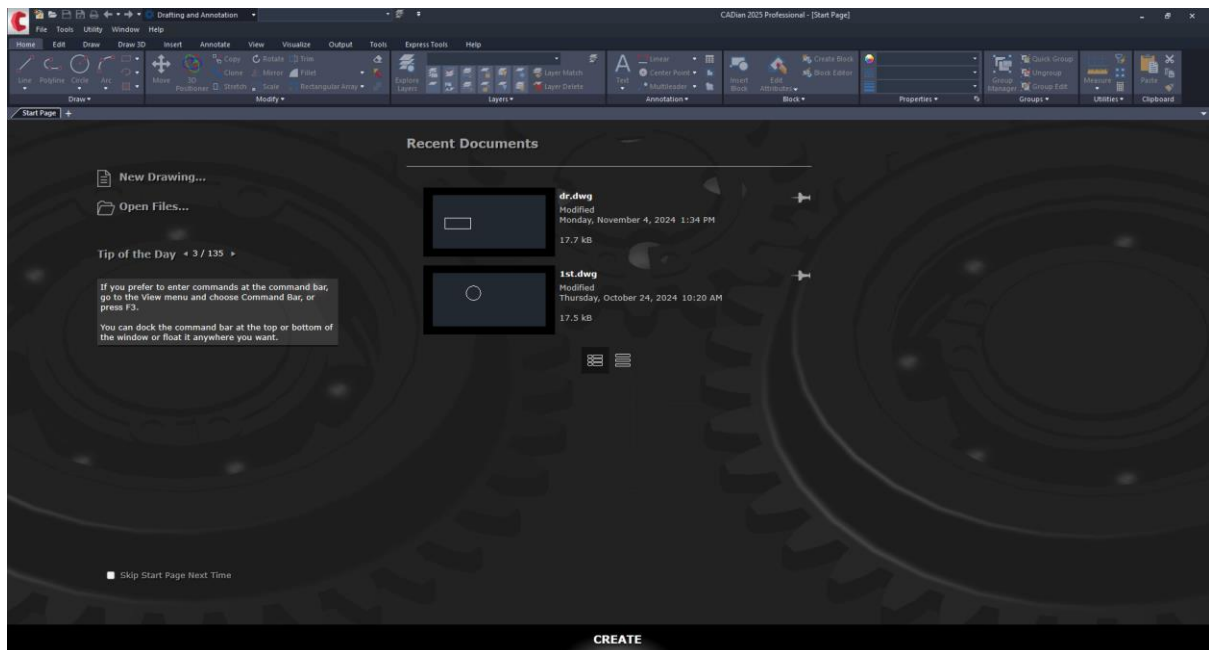 Drafting and Annotation
CADian 2025 Professional - [Start Page]
File Tools Utility Window Help
Home Edit Draw Draw 3D Insert Annotate View Visualize Output Tools Express Tools Help
Line Polyline Circle Arc
Move 3D Positioner
Copy Rotate Trim
Clone Mirror Fillet
Stretch Scale Rectangular Array
Explore Layers
Layer Match
Layer Delete
Text
Linear
Center Point
Multileader
Insert Block
Edit Attributes
Create Block
Block Editor
Group Manager
Quick Group
Ungroup
Group Edit
Measure
Paste
Draw Modify Layers Annotation Block Properties Groups Utilities Clipboard
Start Page +
Recent Documents
New Drawing...
Open Files...
Tip of the Day 3 / 135
If you prefer to enter commands at the command bar,
go to the View menu and choose Command Bar, or
press F3.
You can dock the command bar at the top or bottom of
the window or float it anywhere you want.
dr.dwg
Modified
Monday, November 4, 2024 1:34 PM
17.7 kB
1st.dwg
Modified
Thursday, October 24, 2024 10:20 AM
17.5 kB
Skip Start Page Next Time
CREATE